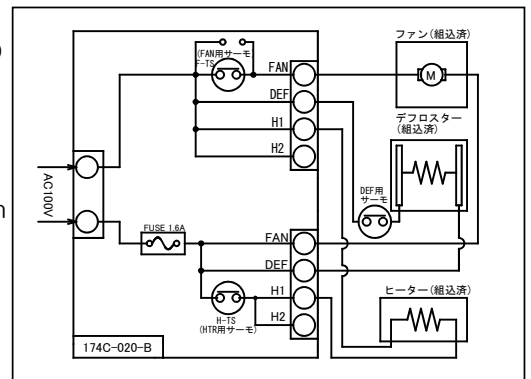 )
n
(FAN用サーモ
F-TS
FAN
DEF
H1
H2
ファン(組込済)
M
デフロスター
(組込済)
DEF用
サーモ
AC100V
FUSE 1.6A
FAN
DEF
H1
H2
H-TS
(HTR用サーモ)
ヒーター(組込済)
174C-020-B